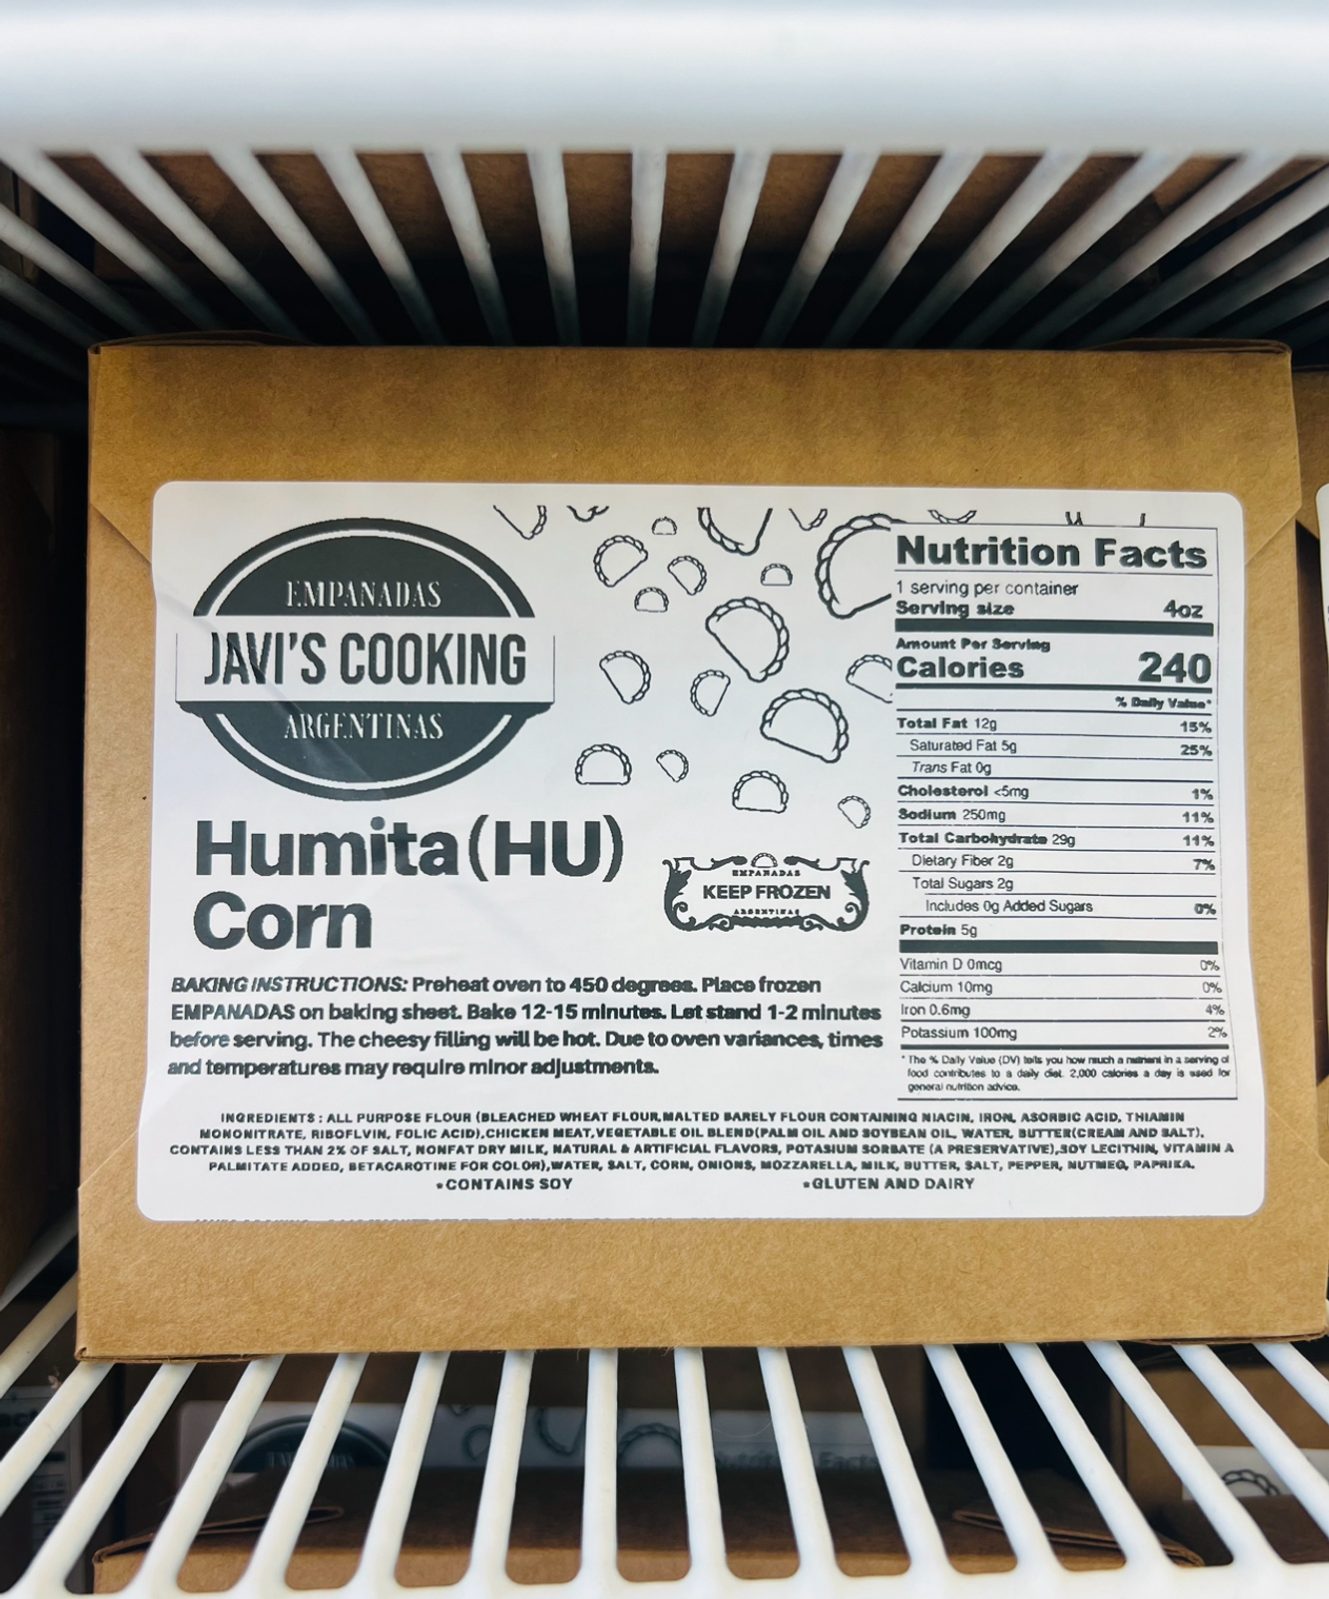 EMPANADAS
JAVI'S COOKING
ARGENTINAS
Humita (HU)
Corn
EMPANADAS
KEEP FROZEN
ARGENTINAS
BAKING INSTRUCTIONS: Preheat oven to 450 degrees. Place frozen
EMPANADAS on baking sheet. Bake 12-15 minutes. Let stand 1-2 minutes
before serving. The cheesy filling will be hot. Due to oven variances, times
and temperatures may require minor adjustments.
Nutrition Facts
1 serving per container
Serving size 4oz
Amount Per Serving
Calories 240
% Daily Value*
Total Fat 12g 15%
Saturated Fat 5g 25%
Trans Fat 0g
Cholesterol <5mg 1%
Sodium 250mg 11%
Total Carbohydrate 29g 11%
Dietary Fiber 2g 7%
Total Sugars 2g
Includes 0g Added Sugars 0%
Protein 5g
Vitamin D 0mcg 0%
Calcium 10mg 0%
Iron 0.6mg 4%
Potassium 100mg 2%
* The % Daily Value (DV) tells you how much a nutrient in a serving of
food contributes to a daily diet. 2,000 calories a day is used for
general nutrition advice.
INGREDIENTS : ALL PURPOSE FLOUR (BLEACHED WHEAT FLOUR, MALTED BARELY FLOUR CONTAINING NIACIN, IRON, ASORBIC ACID, THIAMIN
MONONITRATE, RIBOFLVIN, FOLIC ACID),CHICKEN MEAT,VEGETABLE OIL BLEND(PALM OIL AND SOYBEAN OIL, WATER, BUTTER(CREAM AND SALT).
CONTAINS LESS THAN 2% OF SALT, NONFAT DRY MILK, NATURAL & ARTIFICIAL FLAVORS, POTASIUM SORBATE (A PRESERVATIVE),SOY LECITHIN, VITAMIN A
PALMITATE ADDED, BETACAROTINE FOR COLOR),WATER, SALT, CORN, ONIONS, MOZZARELLA, MILK, BUTTER, SALT, PEPPER, NUTMEG, PAPRIKA.
*CONTAINS SOY *GLUTEN AND DAIRY